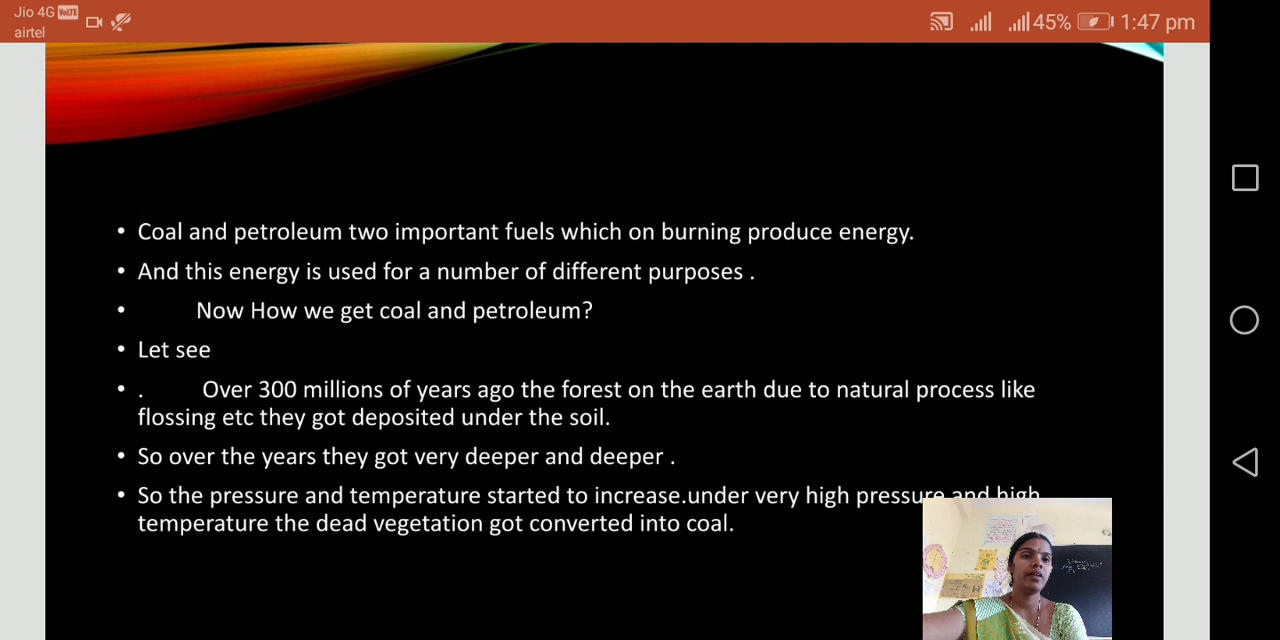 Jio 4G VoLTE
airtel
45%
1:47 pm
• Coal and petroleum two important fuels which on burning produce energy.
• And this energy is used for a number of different purposes .
• Now How we get coal and petroleum?
• Let see
• . Over 300 millions of years ago the forest on the earth due to natural process like
flossing etc they got deposited under the soil.
• So over the years they got very deeper and deeper .
• So the pressure and temperature started to increase.under very high pressure and high
temperature the dead vegetation got converted into coal.